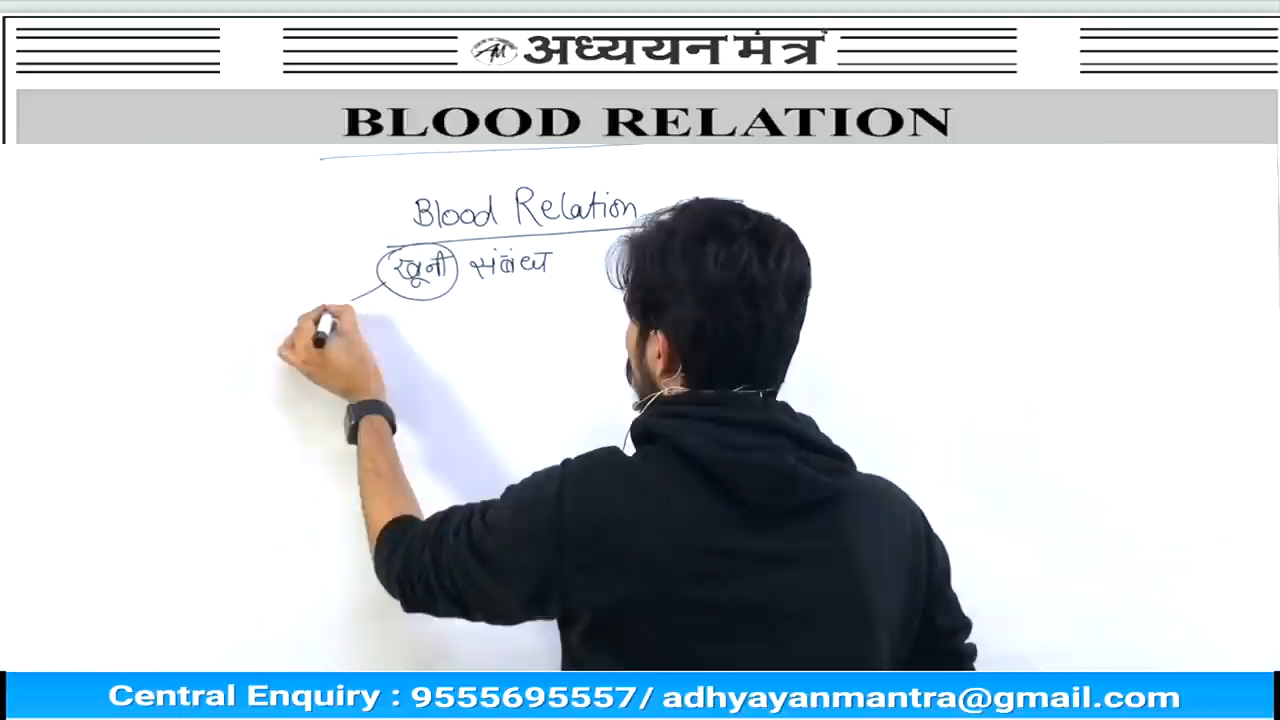 अध्ययन मंत्र
BLOOD RELATION
Blood Relation
खूनी संबंध
Central Enquiry : 9555695557/ adhyayanmantra@gmail.com